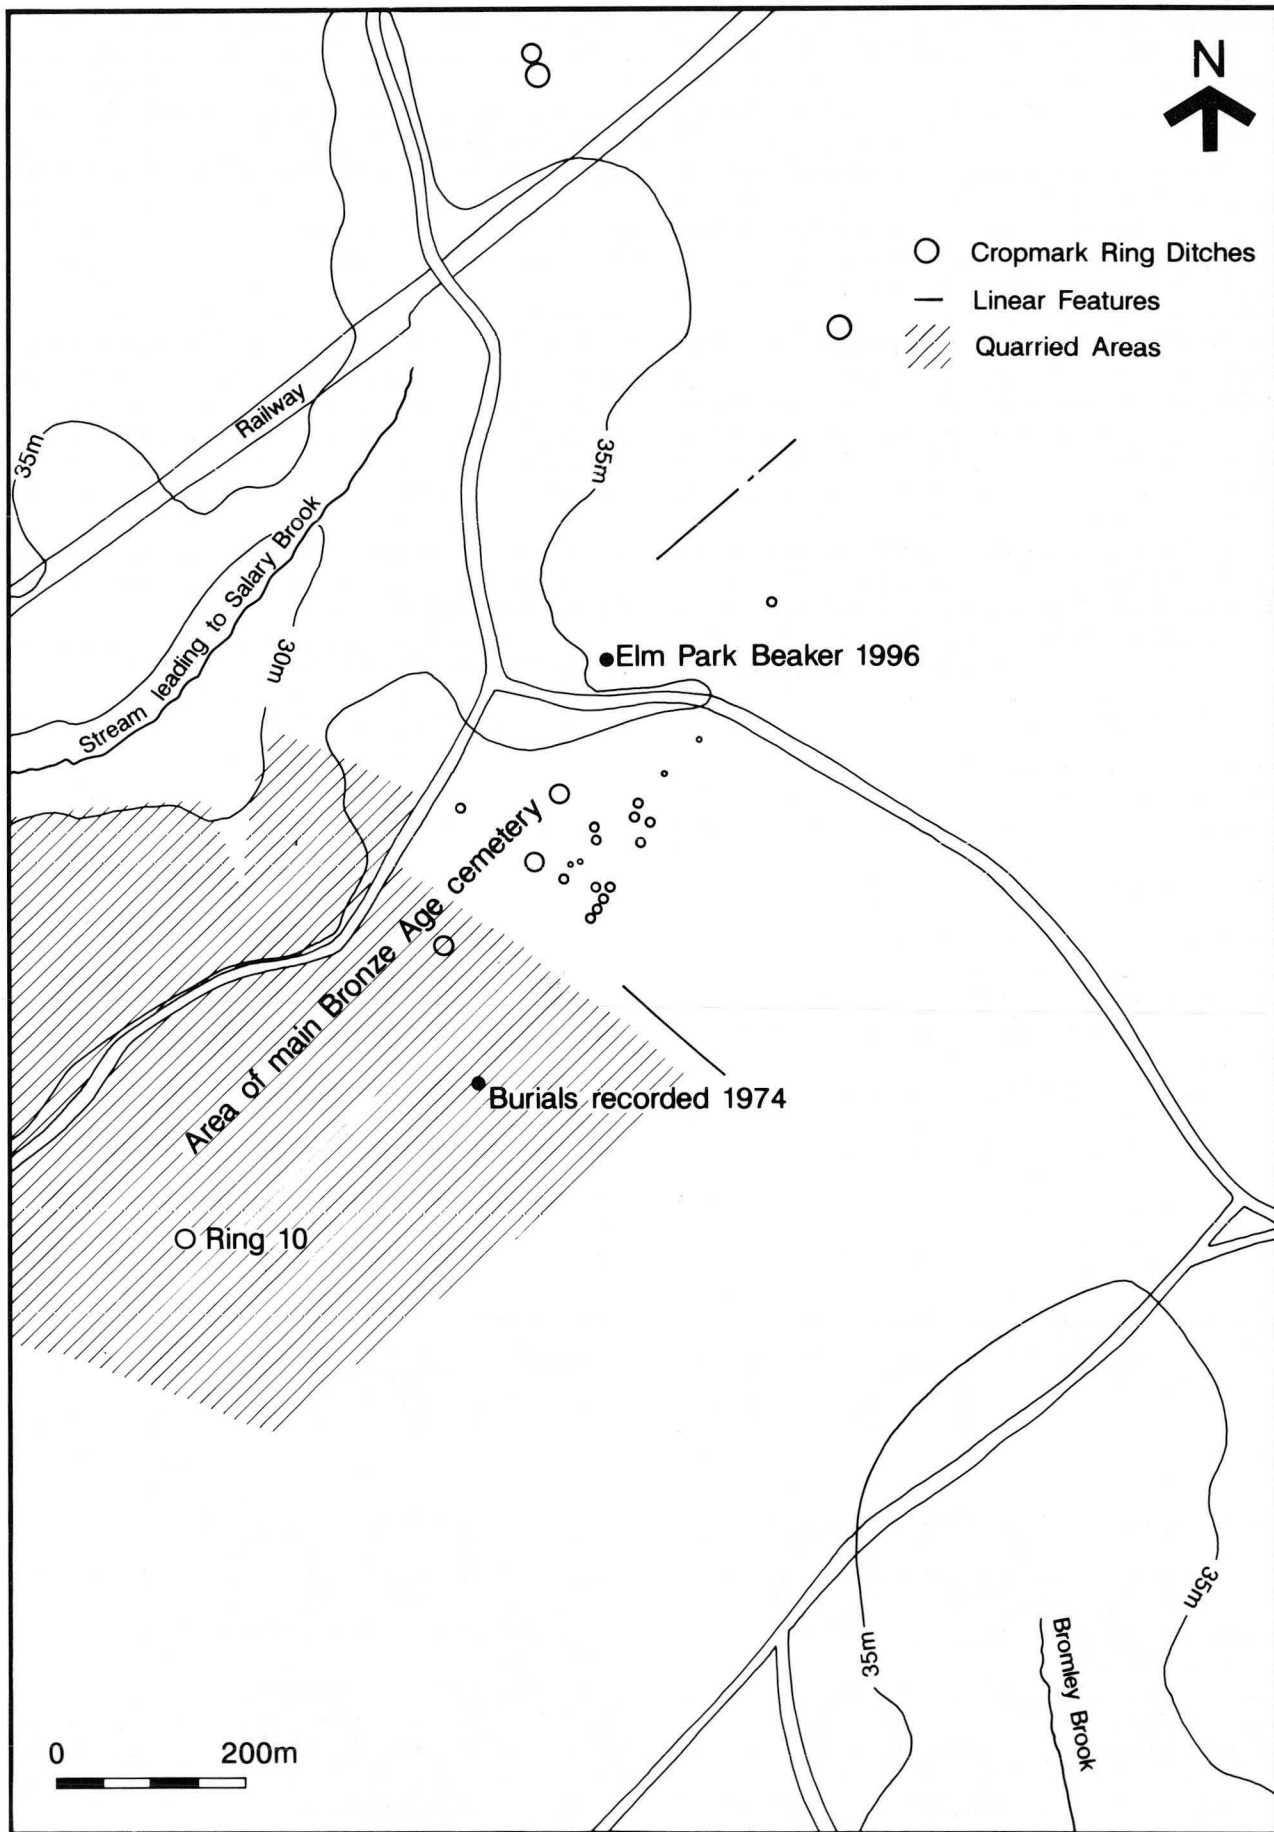 N
Cropmark Ring Ditches
Linear Features
Quarried Areas
Railway
35m
35m
Stream leading to Salary Brook
30m
Elm Park Beaker 1996
Area of main Bronze Age cemetery
Burials recorded 1974
Ring 10
35m
35m
Bromley Brook
0 200m